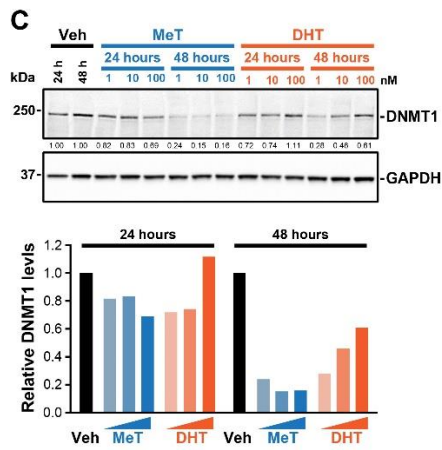 C
Veh MeT DHT
24 h 48 h 24 hours 48 hours 24 hours 48 hours
kDa 1 10 100 1 10 100 1 10 100 1 10 100 nM
250- -DNMT1
1.00 1.00 0.82 0.83 0.69 0.24 0.15 0.16 0.72 0.74 1.11 0.28 0.46 0.61
37- -GAPDH
24 hours 48 hours
Relative DNMT1 levls
1.2
1.0
0.8
0.6
0.4
0.2
0.0
Veh MeT DHT Veh MeT DHT